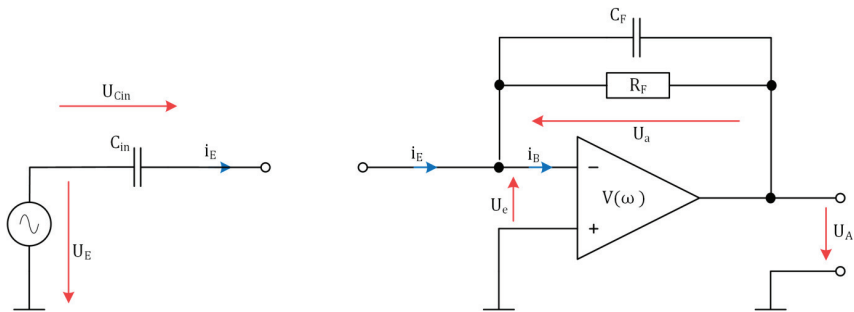 C_F
R_F
U_Cin
U_a
C_in
i_E
i_E
i_B
−
V(ω)
U_e
+
U_E
U_A